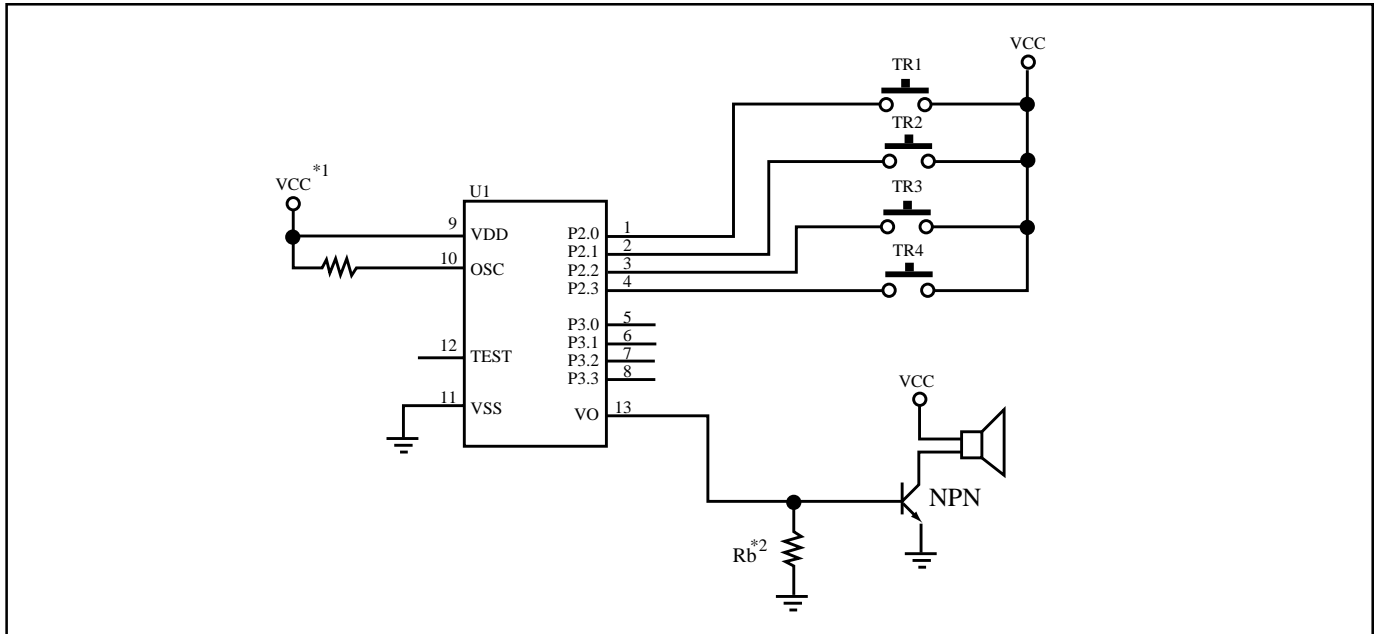 VCC
TR1
TR2
TR3
TR4
VCC *1
U1
9 VDD
10 OSC
12 TEST
11 VSS
P2.0 1
P2.1 2
P2.2 3
P2.3 4
P3.0 5
P3.1 6
P3.2 7
P3.3 8
VO 13
VCC
NPN
Rb*2